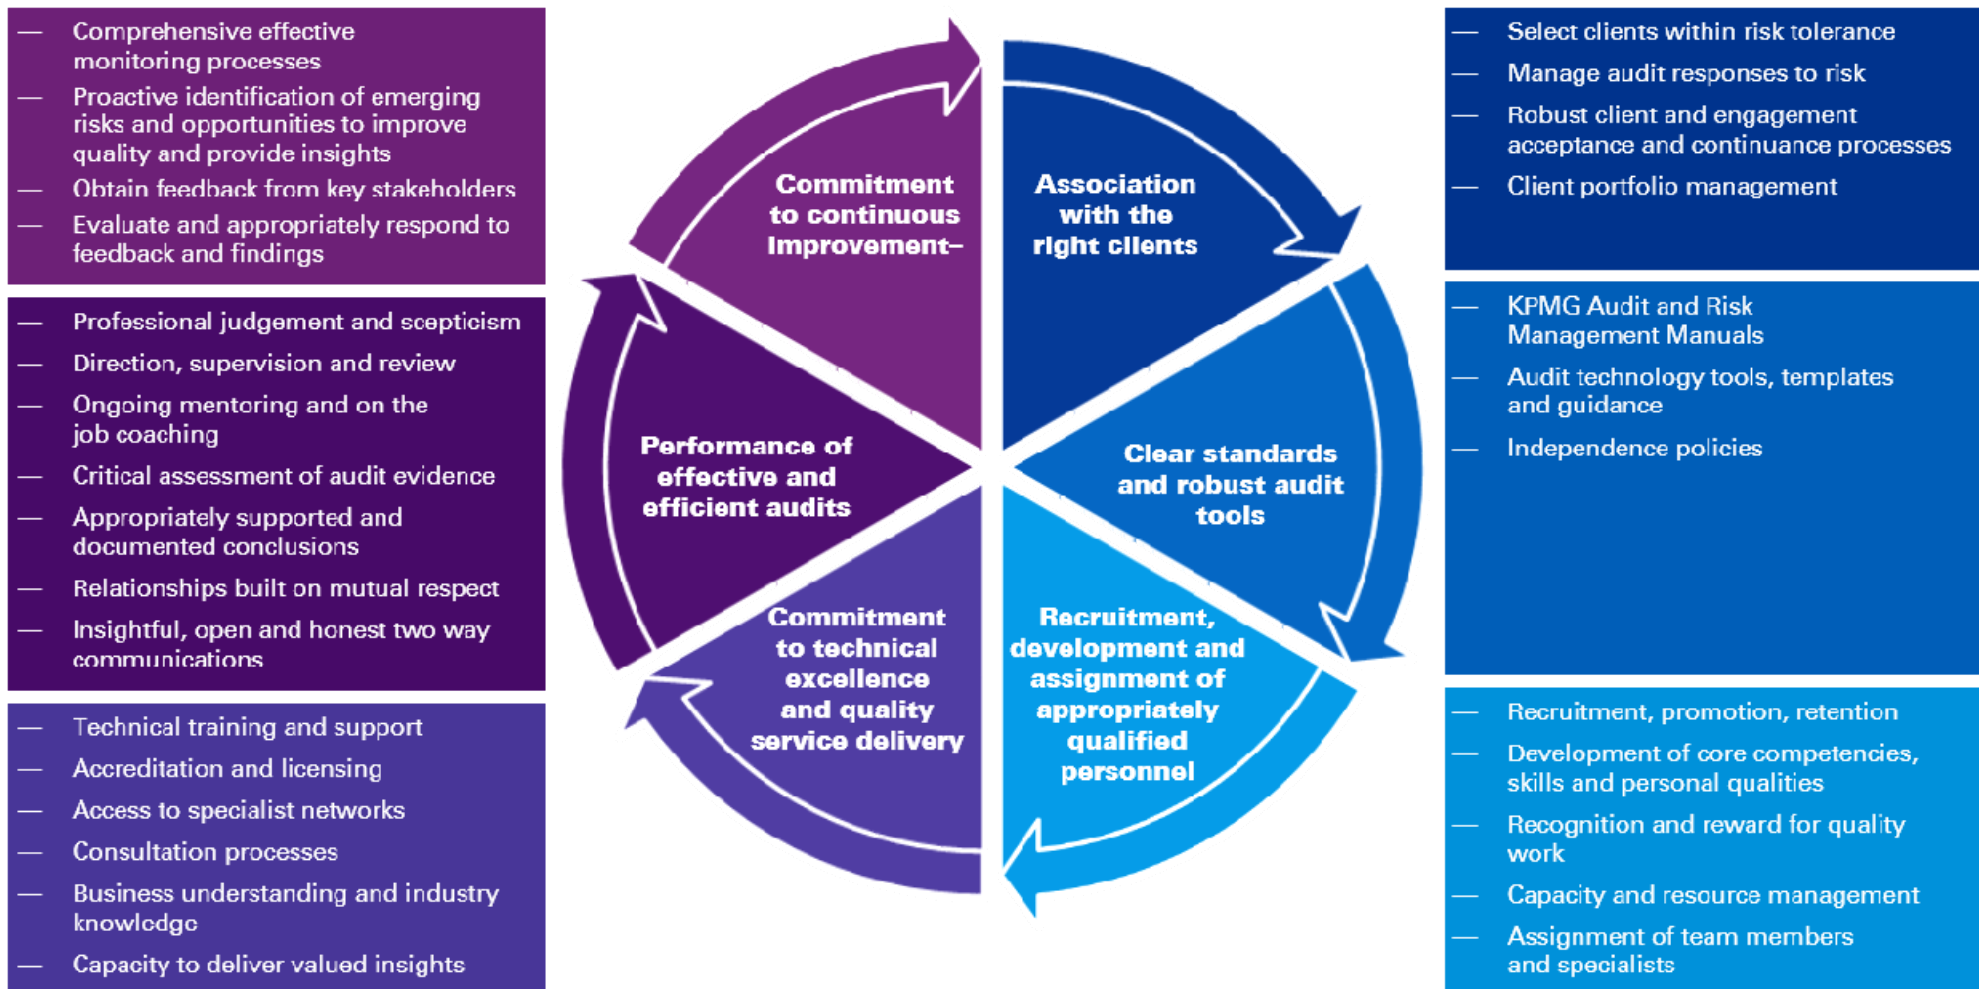 — Comprehensive effective
monitoring processes
— Proactive identification of emerging
risks and opportunities to improve
quality and provide insights
— Obtain feedback from key stakeholders
— Evaluate and appropriately respond to
feedback and findings
— Professional judgement and scepticism
— Direction, supervision and review
— Ongoing mentoring and on the
job coaching
— Critical assessment of audit evidence
— Appropriately supported and
documented conclusions
— Relationships built on mutual respect
— Insightful, open and honest two way
communications
— Technical training and support
— Accreditation and licensing
— Access to specialist networks
— Consultation processes
— Business understanding and industry
knowledge
— Capacity to deliver valued insights
Commitment
to continuous
improvement–
Association
with the
right clients
Performance of
effective and
efficient audits
Clear standards
and robust audit
tools
Commitment
to technical
excellence
and quality
service delivery
Recruitment,
development and
assignment of
appropriately
qualified
personnel
— Select clients within risk tolerance
— Manage audit responses to risk
— Robust client and engagement
acceptance and continuance processes
— Client portfolio management
— KPMG Audit and Risk
Management Manuals
— Audit technology tools, templates
and guidance
— Independence policies
— Recruitment, promotion, retention
— Development of core competencies,
skills and personal qualities
— Recognition and reward for quality
work
— Capacity and resource management
— Assignment of team members
and specialists